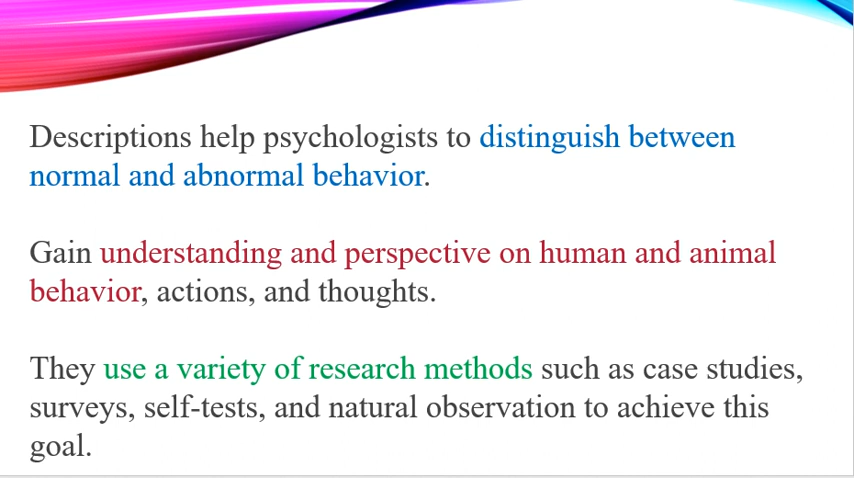 Descriptions help psychologists to distinguish between
normal and abnormal behavior.
Gain understanding and perspective on human and animal
behavior, actions, and thoughts.
They use a variety of research methods such as case studies,
surveys, self-tests, and natural observation to achieve this
goal.